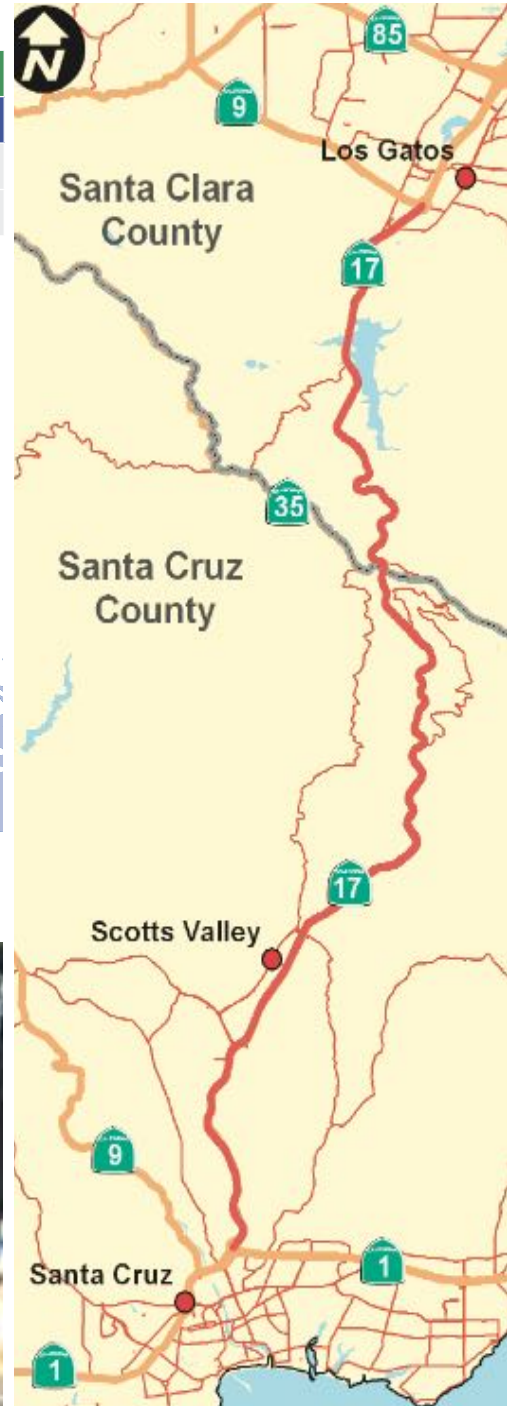 N
85
9
Los Gatos
Santa Clara
County
17
35
Santa Cruz
County
17
Scotts Valley
9
Santa Cruz
1
1